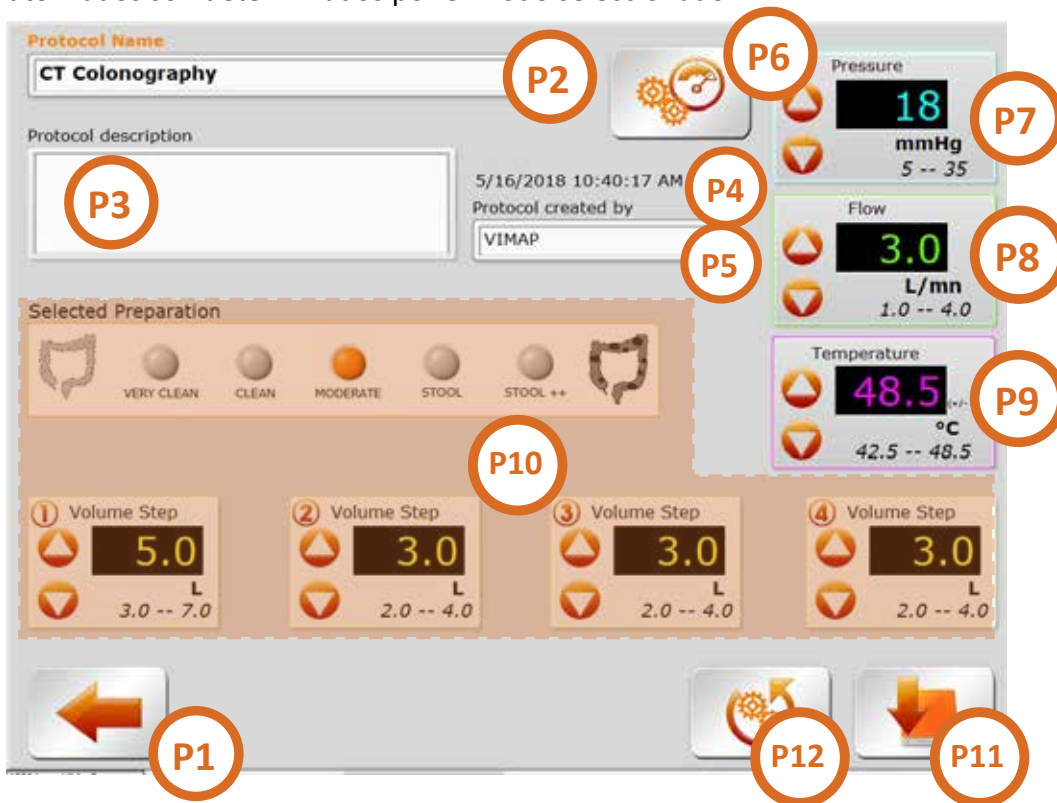 Protocol Name
CT Colonography
P2
P6
Pressure
18
mmHg
5 -- 35
P7
Protocol description
P3
5/16/2018 10:40:17 AM
P4
Protocol created by
VIMAP
P5
Flow
3.0
L/mn
1.0 -- 4.0
P8
Selected Preparation
VERY CLEAN
CLEAN
MODERATE
STOOL
STOOL ++
Temperature
48.5
°C
42.5 -- 48.5
P9
P10
1 Volume Step
5.0
L
3.0 -- 7.0
2 Volume Step
3.0
L
2.0 -- 4.0
3 Volume Step
3.0
L
2.0 -- 4.0
4 Volume Step
3.0
L
2.0 -- 4.0
P1
P12
P11